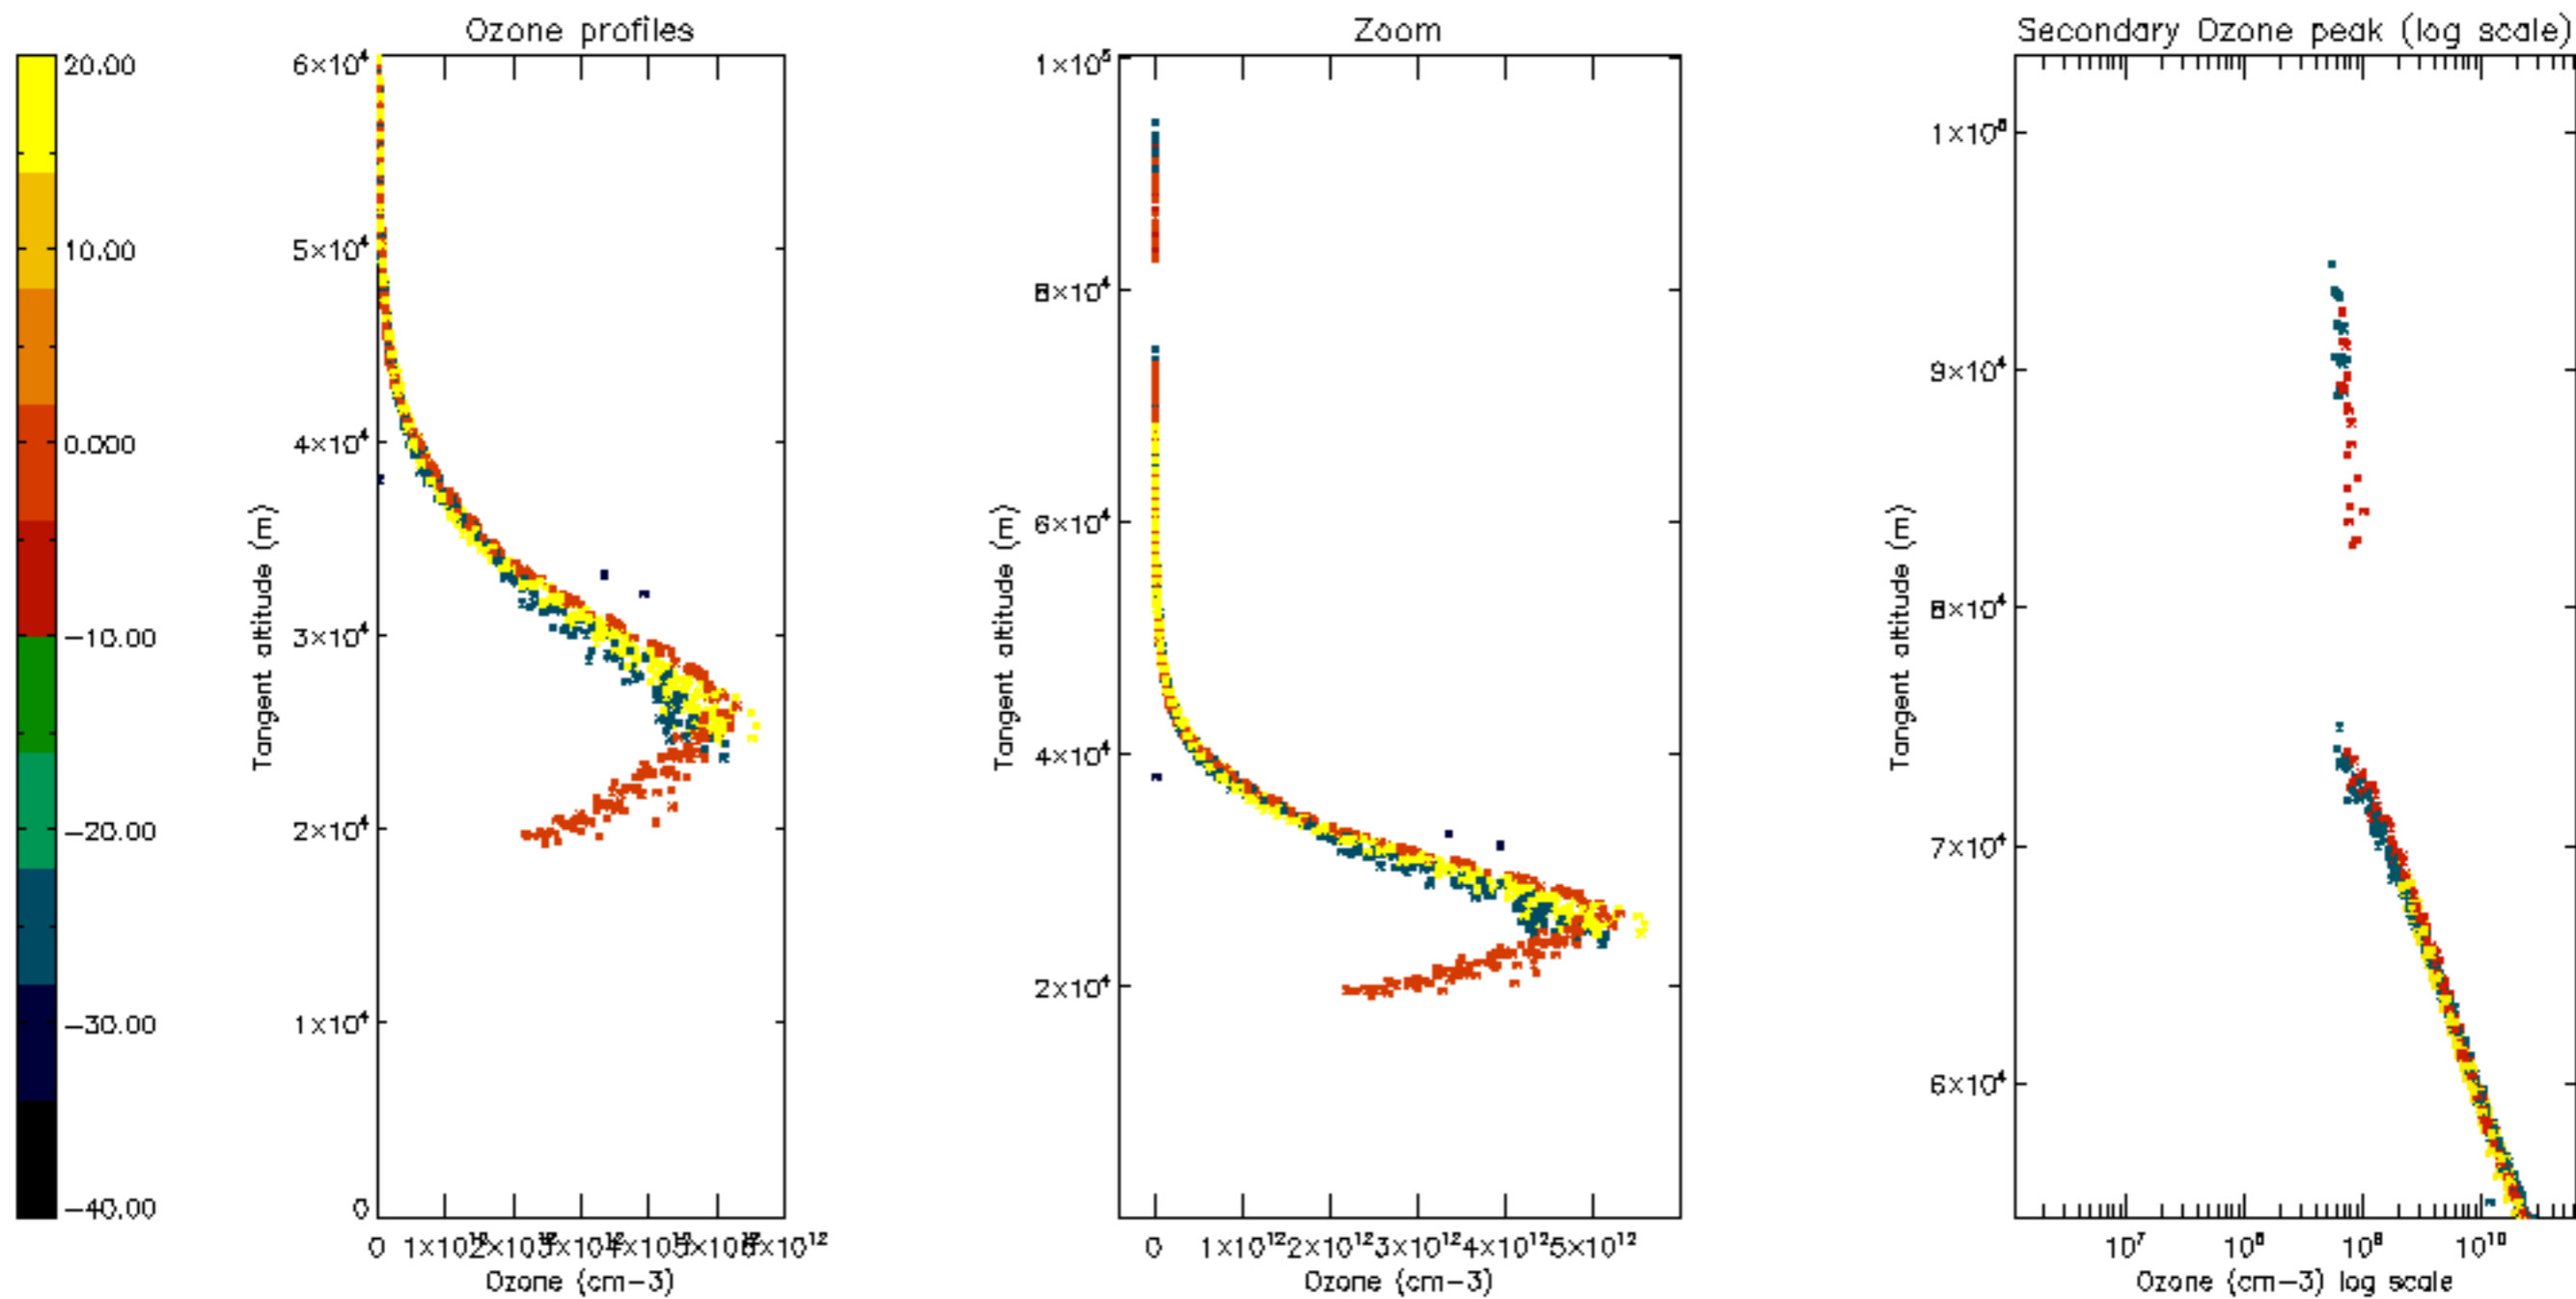 Ozone profiles
Zoom
Secondary Ozone peak (log scale)
20.00
10.00
0.000
−10.00
−20.00
−30.00
−40.00
6×10⁴
5×10⁴
4×10⁴
3×10⁴
2×10⁴
1×10⁴
0
Tangent altitude (m)
0
Ozone (cm−3)
1×10⁵
8×10⁴
6×10⁴
4×10⁴
2×10⁴
Tangent altitude (m)
0 1×10¹² 2×10¹² 3×10¹² 4×10¹² 5×10¹²
Ozone (cm−3)
9×10⁴
8×10⁴
7×10⁴
6×10⁴
Tangent altitude (m)
10⁷ 10⁸ 10⁹ 10¹⁰
Ozone (cm−3) log scale